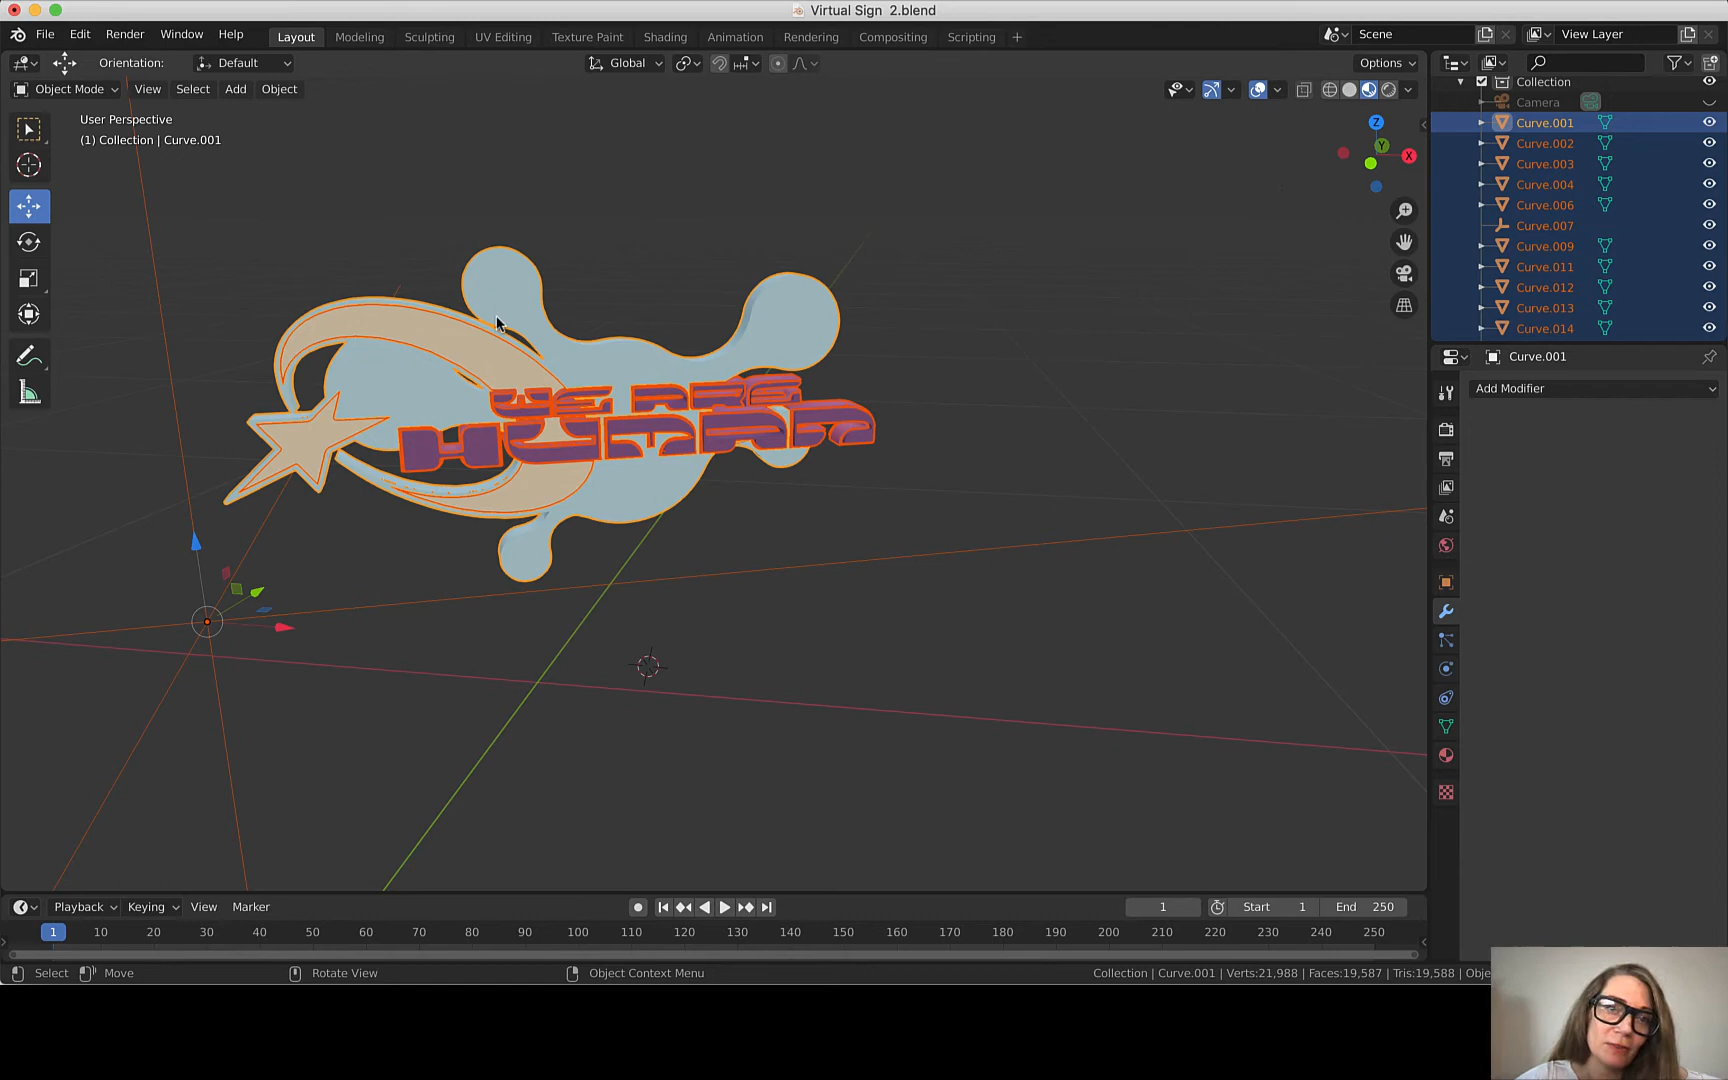 Virtual Sign 2.blend
File Edit Render Window Help
Layout Modeling Sculpting UV Editing Texture Paint Shading Animation Rendering Compositing Scripting +
Scene View Layer
Orientation: Default Global Options
Object Mode View Select Add Object
User Perspective
(1) Collection | Curve.001
Z
Y
X
Collection
Camera
Curve.001
Curve.002
Curve.003
Curve.004
Curve.006
Curve.007
Curve.009
Curve.011
Curve.012
Curve.013
Curve.014
Curve.001
Add Modifier
WE ARE
HUMAN
Playback Keying View Marker 1 Start 1 End 250
1 10 20 30 40 50 60 70 80 90 100 110 120 130 140 150 160 170 180 190 200 210 220 230 240 250
Select Move Rotate View Object Context Menu Collection | Curve.001 | Verts:21,988 | Faces:19,587 | Tris:19,588 | Obje